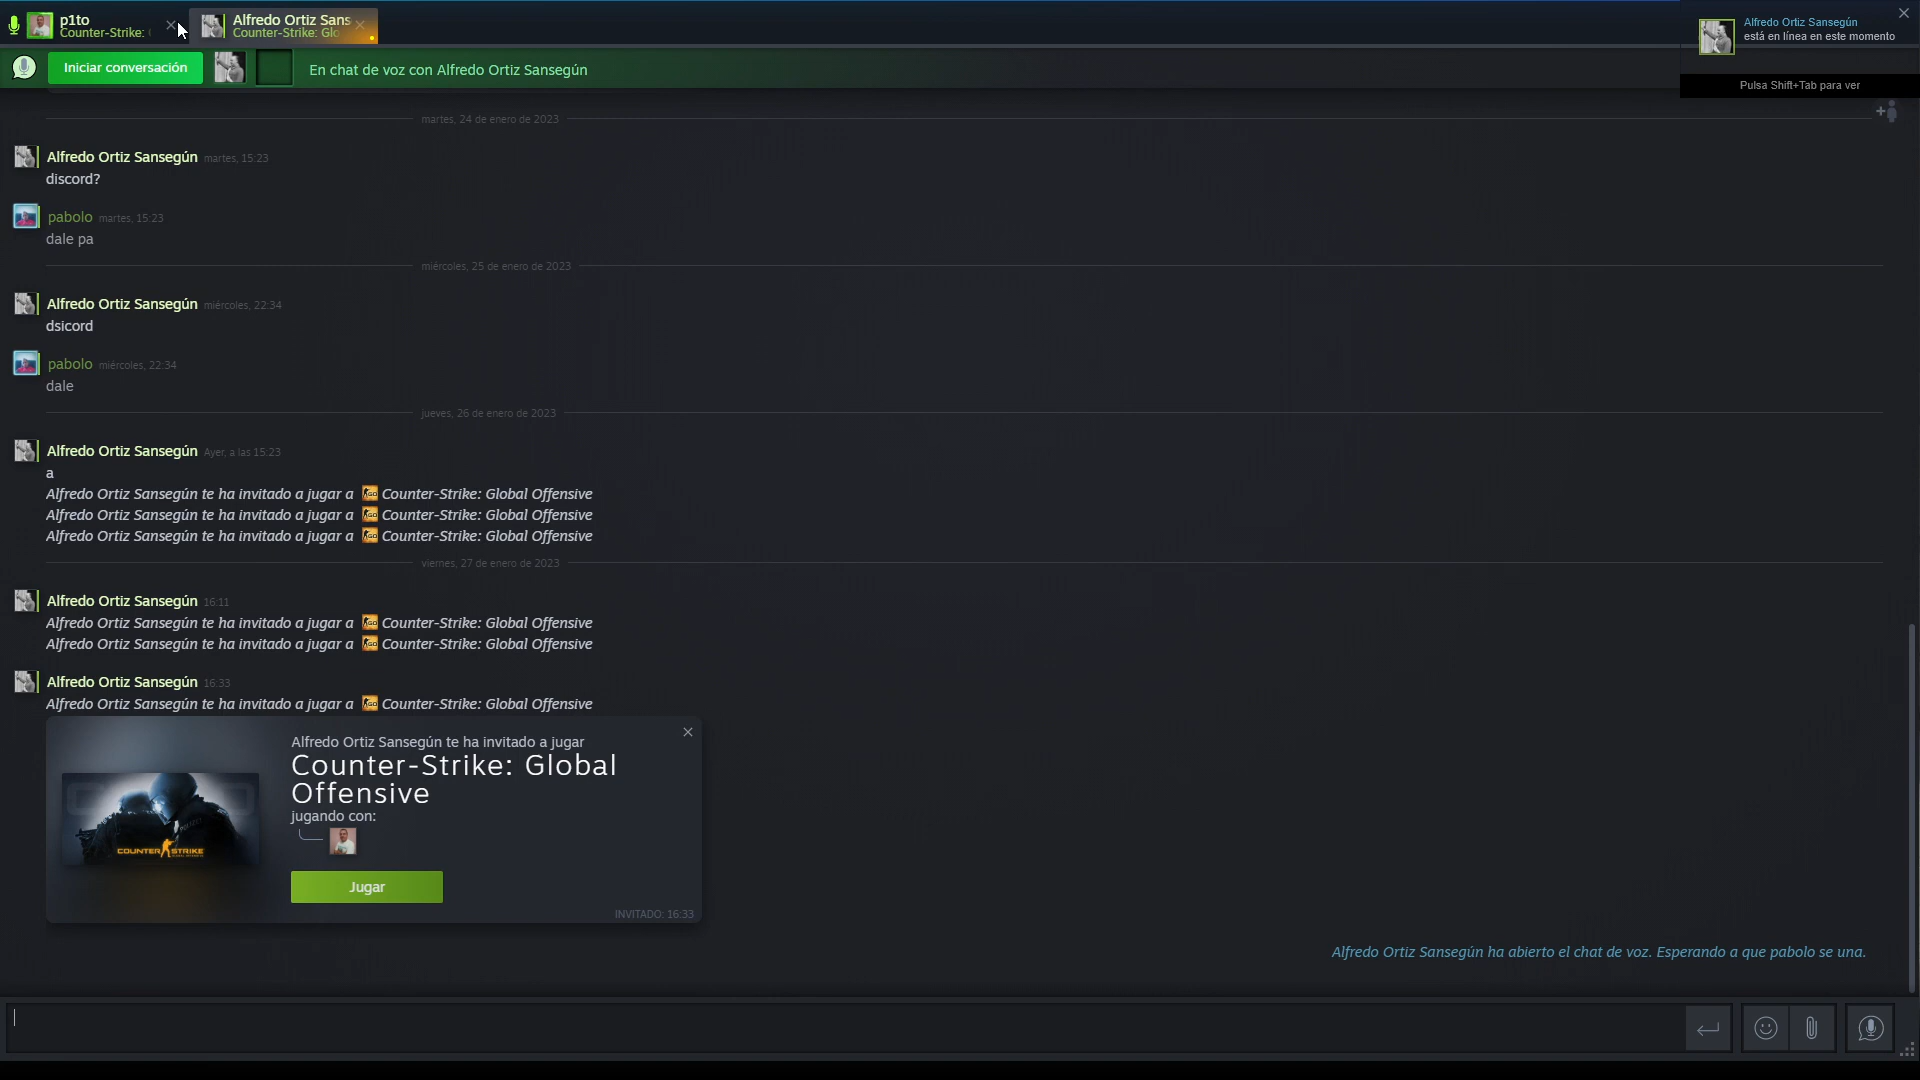 p1to
Counter-Strike:
Alfredo Ortiz Sans
Counter-Strike: Glo
Alfredo Ortiz Sansegún
está en línea en este momento
Pulsa Shift+Tab para ver
Iniciar conversación
En chat de voz con Alfredo Ortiz Sansegún
martes, 24 de enero de 2023
Alfredo Ortiz Sansegún martes, 15:23
discord?
pabolo martes, 15:23
dale pa
miércoles, 25 de enero de 2023
Alfredo Ortiz Sansegún miércoles, 22:34
dsicord
pabolo miércoles, 22:34
dale
jueves, 26 de enero de 2023
Alfredo Ortiz Sansegún Ayer, a las 15:23
a
Alfredo Ortiz Sansegún te ha invitado a jugar a Counter-Strike: Global Offensive
Alfredo Ortiz Sansegún te ha invitado a jugar a Counter-Strike: Global Offensive
Alfredo Ortiz Sansegún te ha invitado a jugar a Counter-Strike: Global Offensive
viernes, 27 de enero de 2023
Alfredo Ortiz Sansegún 16:11
Alfredo Ortiz Sansegún te ha invitado a jugar a Counter-Strike: Global Offensive
Alfredo Ortiz Sansegún te ha invitado a jugar a Counter-Strike: Global Offensive
Alfredo Ortiz Sansegún 16:33
Alfredo Ortiz Sansegún te ha invitado a jugar a Counter-Strike: Global Offensive
Alfredo Ortiz Sansegún te ha invitado a jugar
Counter-Strike: Global
Offensive
jugando con:
COUNTER STRIKE
Jugar
INVITADO: 16:33
Alfredo Ortiz Sansegún ha abierto el chat de voz. Esperando a que pabolo se una.